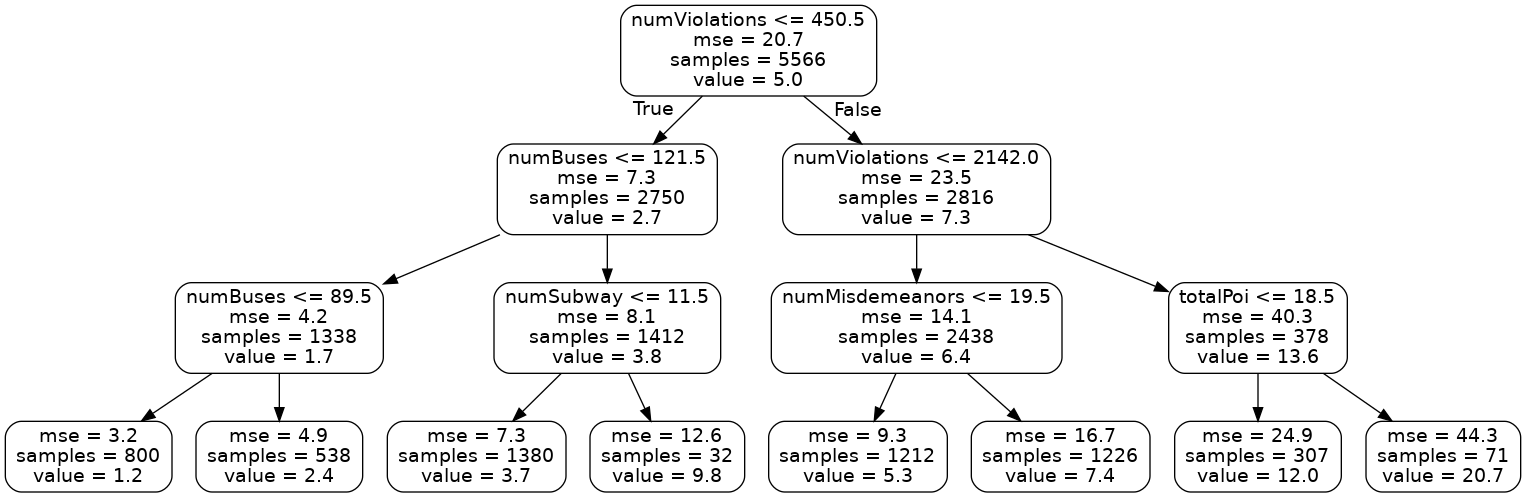 numViolations <= 450.5
mse = 20.7
samples = 5566
value = 5.0
True
False
numBuses <= 121.5
mse = 7.3
samples = 2750
value = 2.7
numViolations <= 2142.0
mse = 23.5
samples = 2816
value = 7.3
numBuses <= 89.5
mse = 4.2
samples = 1338
value = 1.7
numSubway <= 11.5
mse = 8.1
samples = 1412
value = 3.8
numMisdemeanors <= 19.5
mse = 14.1
samples = 2438
value = 6.4
totalPoi <= 18.5
mse = 40.3
samples = 378
value = 13.6
mse = 3.2
samples = 800
value = 1.2
mse = 4.9
samples = 538
value = 2.4
mse = 7.3
samples = 1380
value = 3.7
mse = 12.6
samples = 32
value = 9.8
mse = 9.3
samples = 1212
value = 5.3
mse = 16.7
samples = 1226
value = 7.4
mse = 24.9
samples = 307
value = 12.0
mse = 44.3
samples = 71
value = 20.7